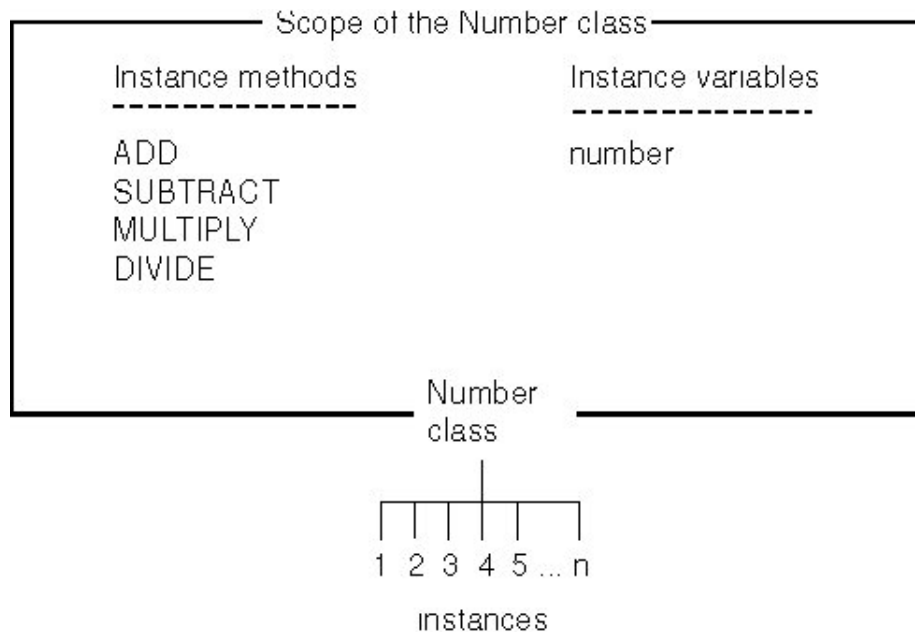 Scope of the Number class
Instance methods
Instance variables
ADD
number
SUBTRACT
MULTIPLY
DIVIDE
Number
class
1 2 3 4 5 ... n
instances